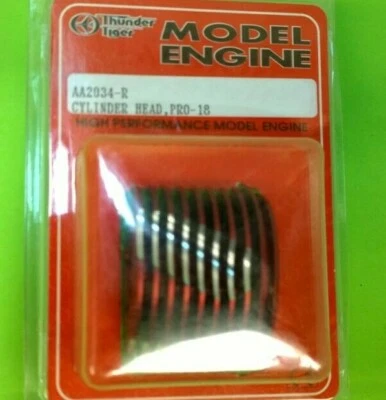 Thunder
Tiger
MODEL
ENGINE
AA2034-R
CYLINDER HEAD,PRO-18
HIGH PERFORMANCE MODEL ENGINE